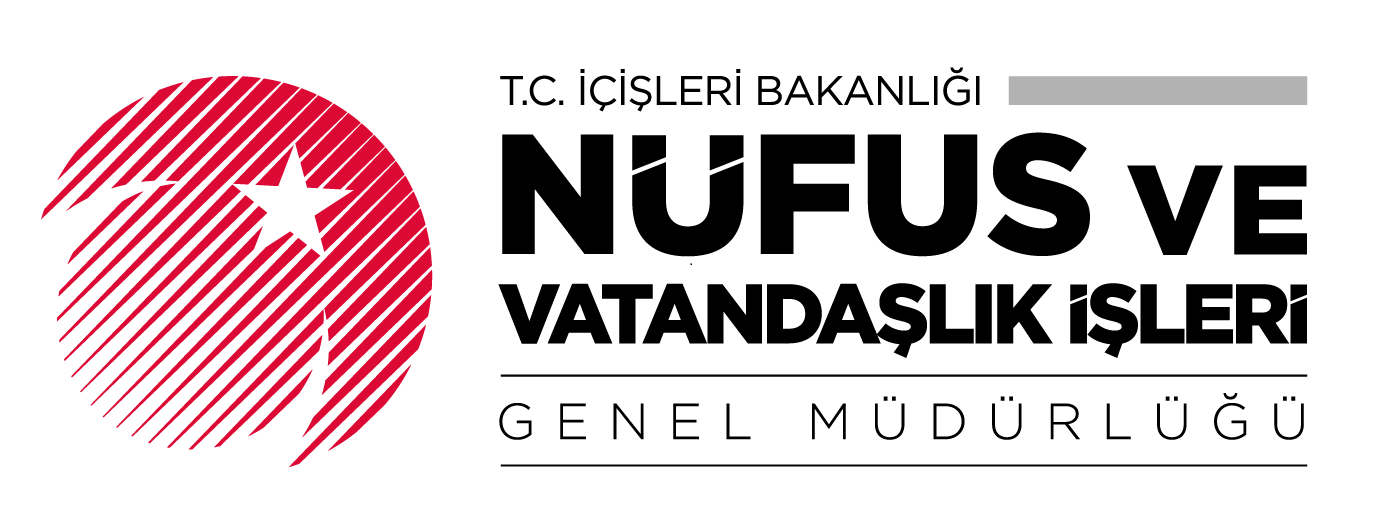 T.C. İÇİŞLERİ BAKANLIĞI
NÜFUS VE
VATANDAŞLIK İŞLERİ
GENEL MÜDÜRLÜĞÜ